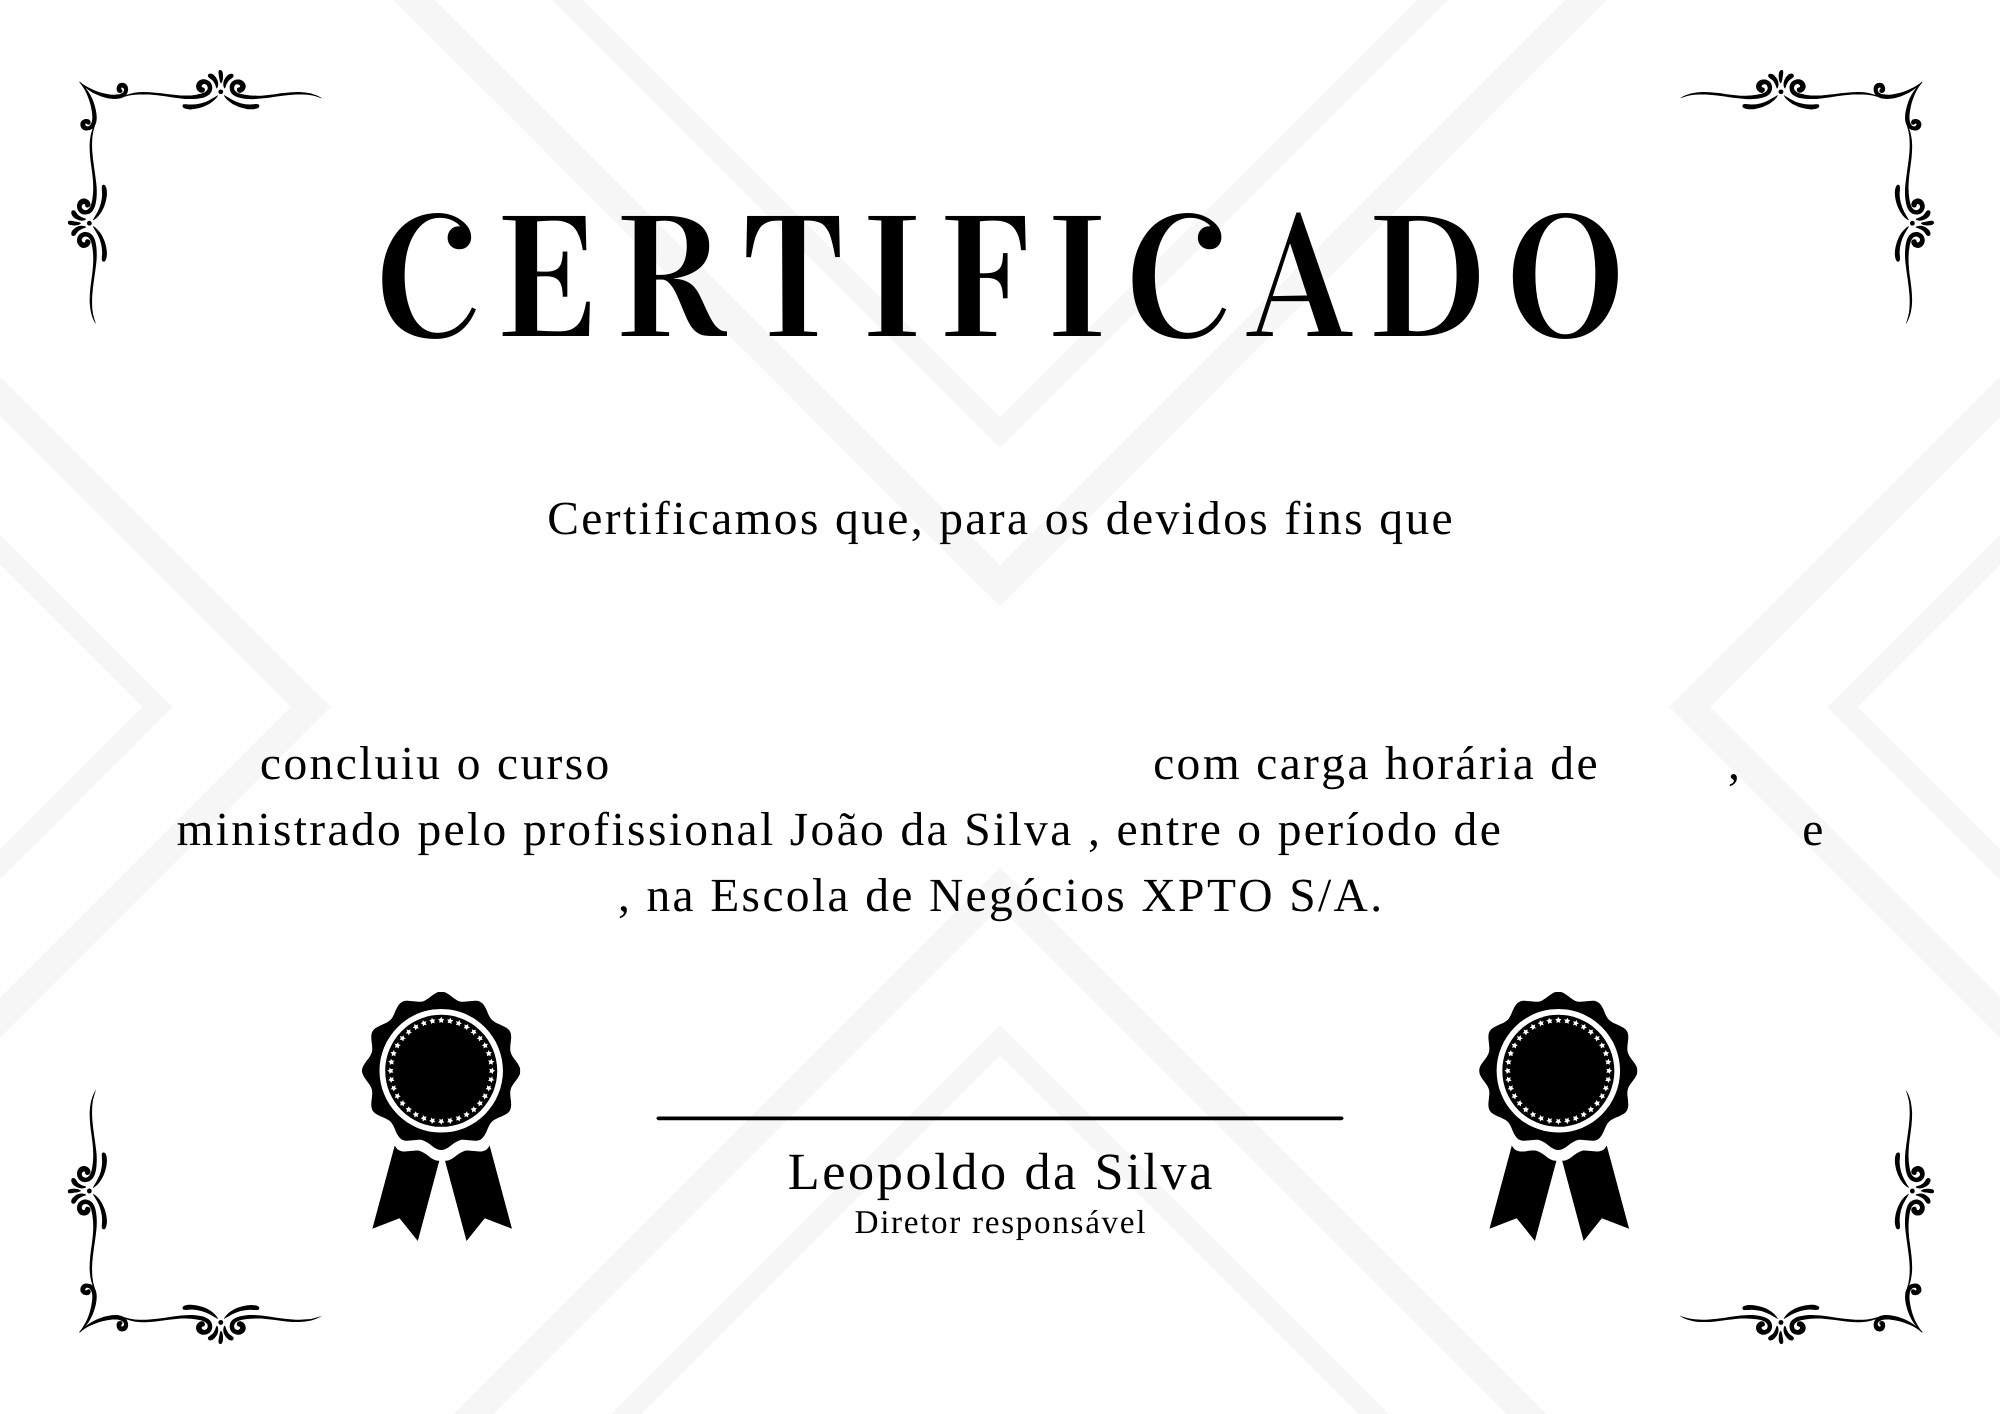 CERTIFICADO
Certificamos que, para os devidos fins que
concluiu o curso com carga horária de ,
ministrado pelo profissional João da Silva , entre o período de e
, na Escola de Negócios XPTO S/A.
Leopoldo da Silva
Diretor responsável